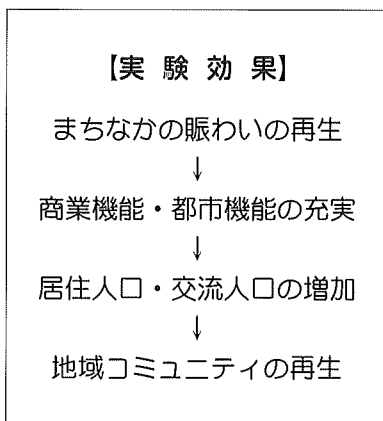 【実 験 効 果】
まちなかの賑わいの再生
↓
商業機能・都市機能の充実
↓
居住人口・交流人口の増加
↓
地域コミュニティの再生